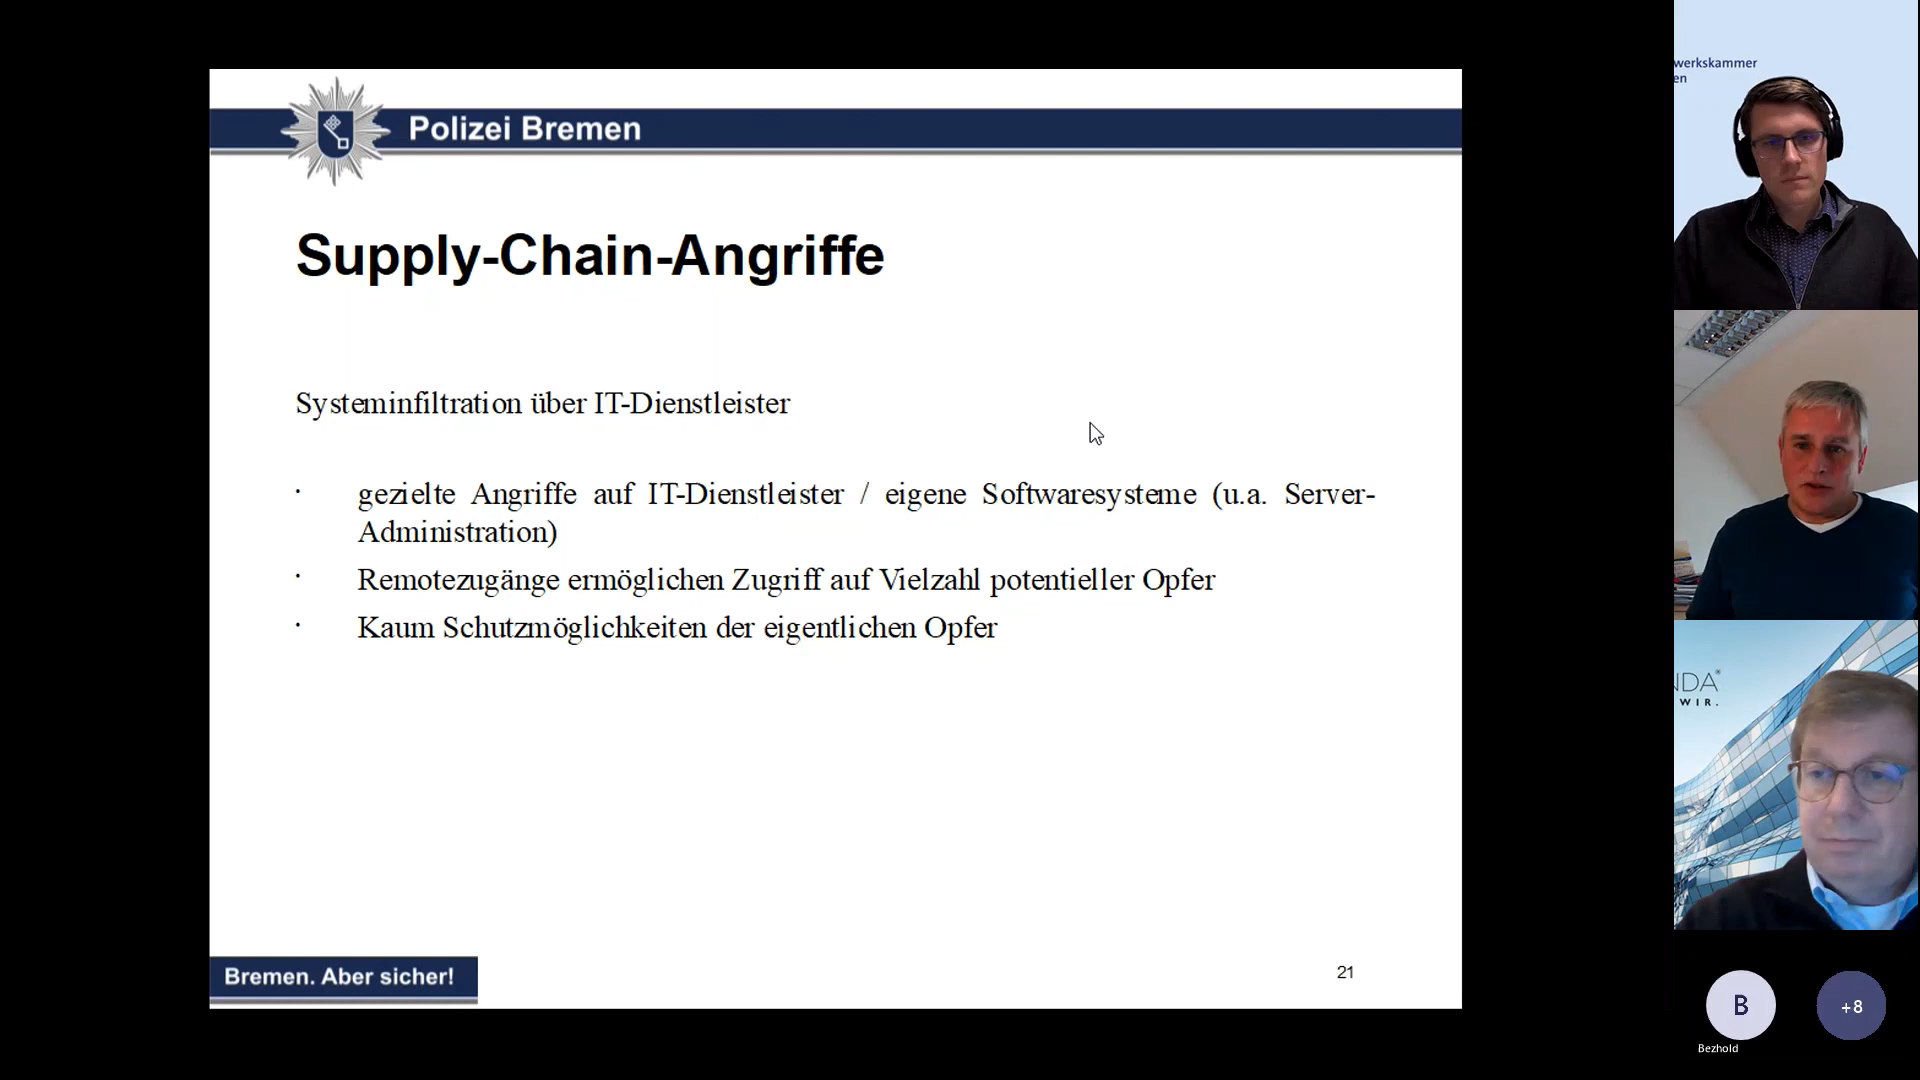 Polizei Bremen
Supply-Chain-Angriffe
Systeminfiltration über IT-Dienstleister
· gezielte Angriffe auf IT-Dienstleister / eigene Softwaresysteme (u.a. Server-
Administration)
· Remotezugänge ermöglichen Zugriff auf Vielzahl potentieller Opfer
· Kaum Schutzmöglichkeiten der eigentlichen Opfer
Bremen. Aber sicher!
21
werkskammer
en
NDA®
WIR.
B
+8
Bezhold